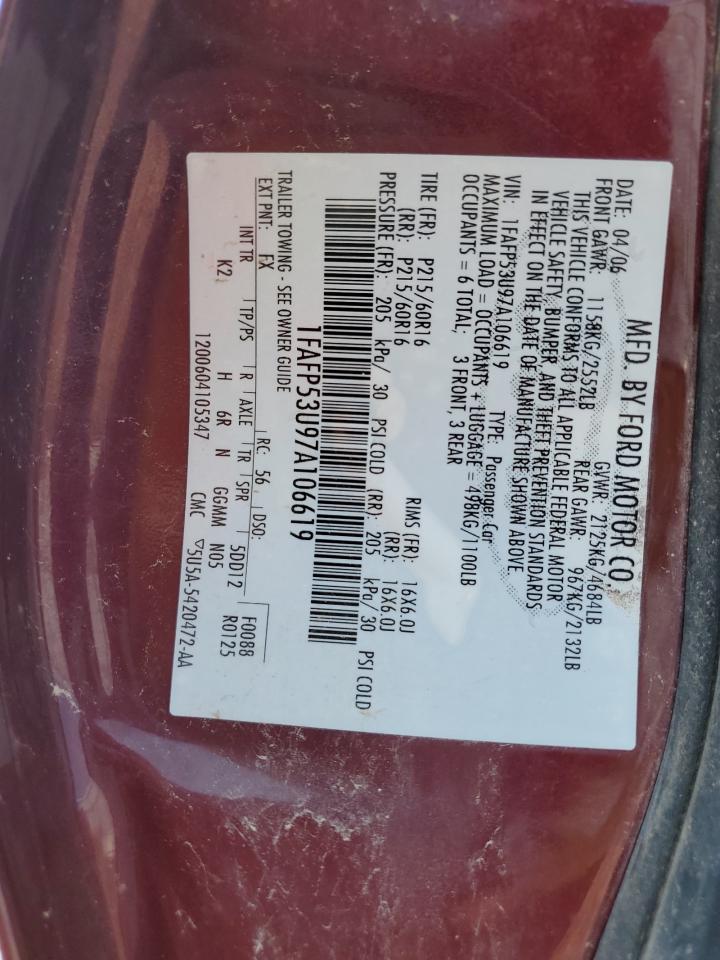 MFD. BY FORD MOTOR CO.
DATE: 04/06 GVWR: 2125KG/4684LB
FRONT GAWR: 1158KG/2552LB REAR GAWR: 967KG/2132LB
THIS VEHICLE CONFORMS TO ALL APPLICABLE FEDERAL MOTOR
VEHICLE SAFETY, BUMPER, AND THEFT PREVENTION STANDARDS
IN EFFECT ON THE DATE OF MANUFACTURE SHOWN ABOVE
VIN: 1FAFP53U97A106619 TYPE: Passenger Car
MAXIMUM LOAD = OCCUPANTS + LUGGAGE = 498KG/1100LB
OCCUPANTS = 6 TOTAL: 3 FRONT, 3 REAR
TIRE (FR): P215/60R16 RIMS (FR): 16X6.0J
(RR): P215/60R16 (RR): 16X6.0J
PRESSURE (FR): 205 kPa/ 30 PSI COLD (RR): 205 kPa/ 30 PSI COLD
1FAFP53U97A106619
TRAILER TOWING - SEE OWNER GUIDE
EXT PNT: FX RC: 56 DSO: F0088
R0125
INT TR TP/PS R AXLE TR SPR 5DD12
K2 H 6R N GGMM N05
1200604105347 CMC ▽5U5A-5420472-AA